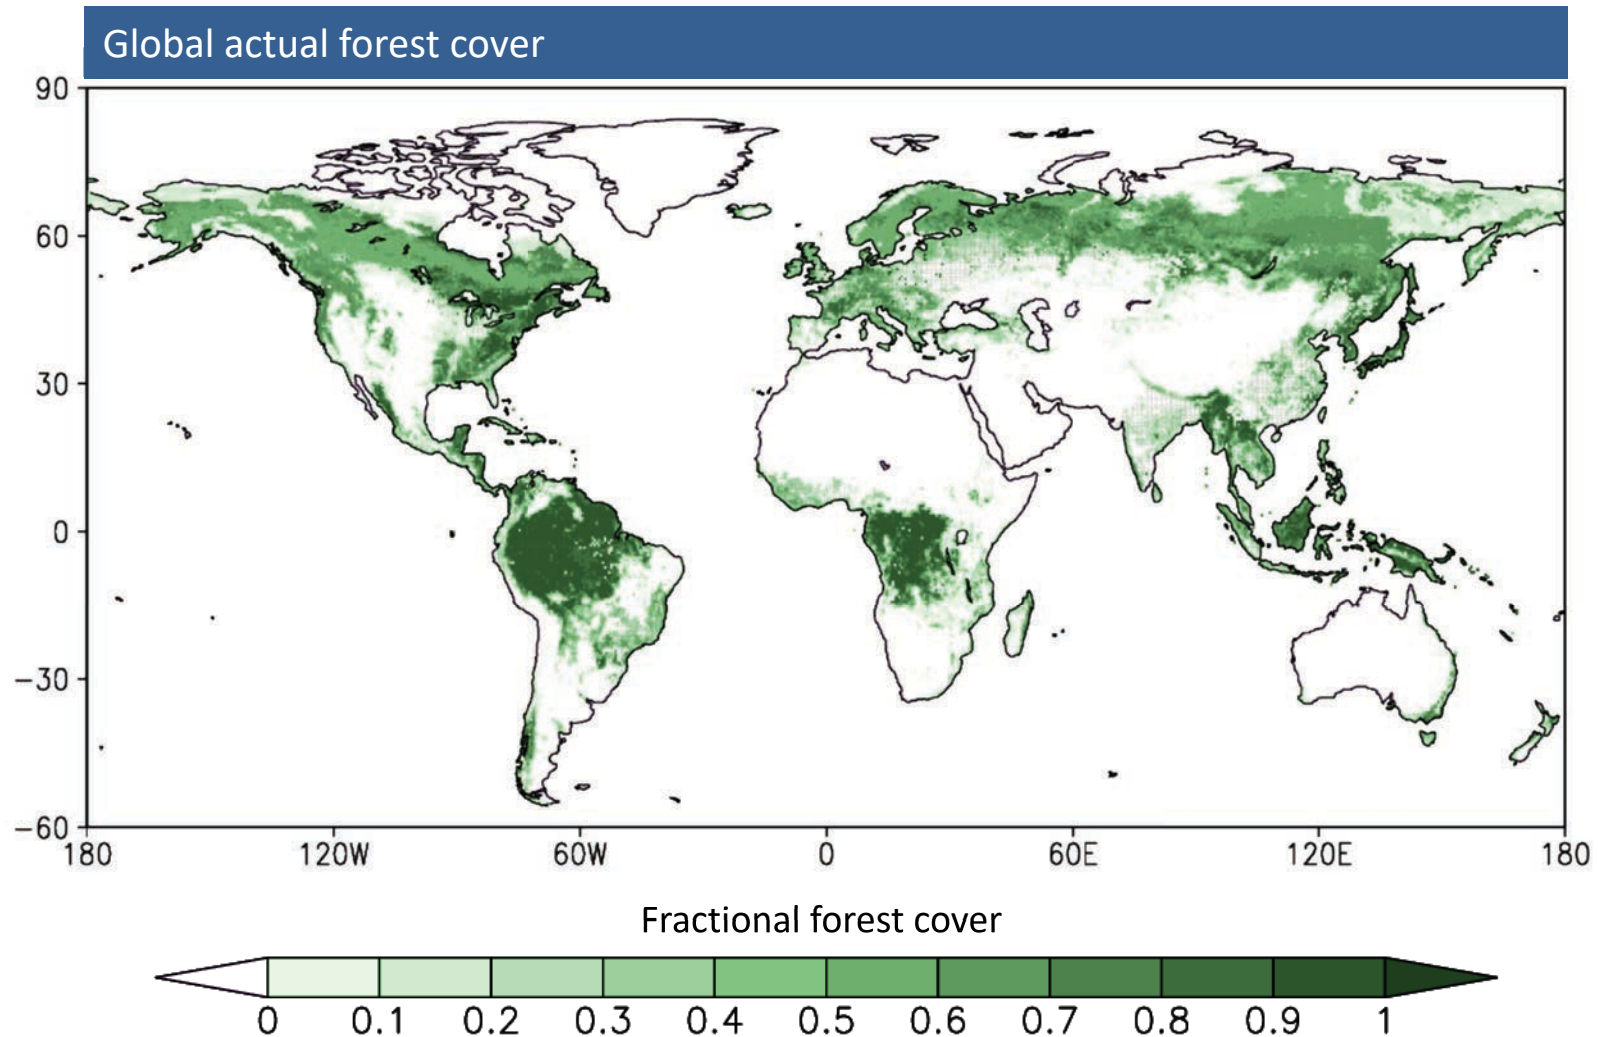 Global actual forest cover
90
60
30
0
−30
−60
180 120W 60W 0 60E 120E 180
Fractional forest cover
0 0.1 0.2 0.3 0.4 0.5 0.6 0.7 0.8 0.9 1